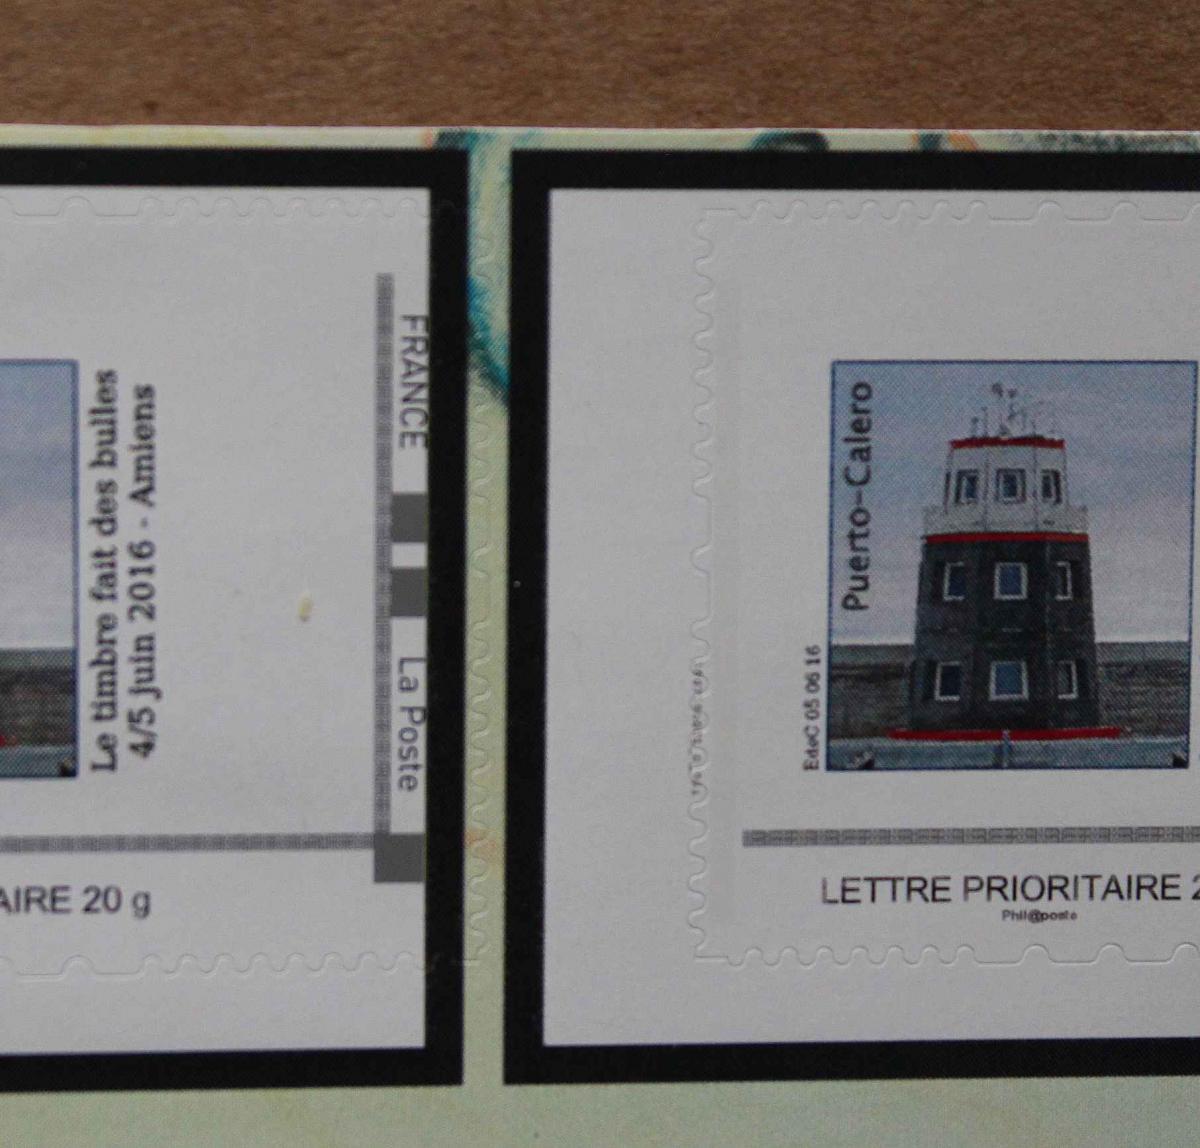 Le timbre fait des bulles
4/5 juin 2016 - Amiens
FRANCE
La Poste
AIRE 20 g
Puerto-Calero
EdeC 05 06 16
LETTRE PRIORITAIRE 2
Phil@poste